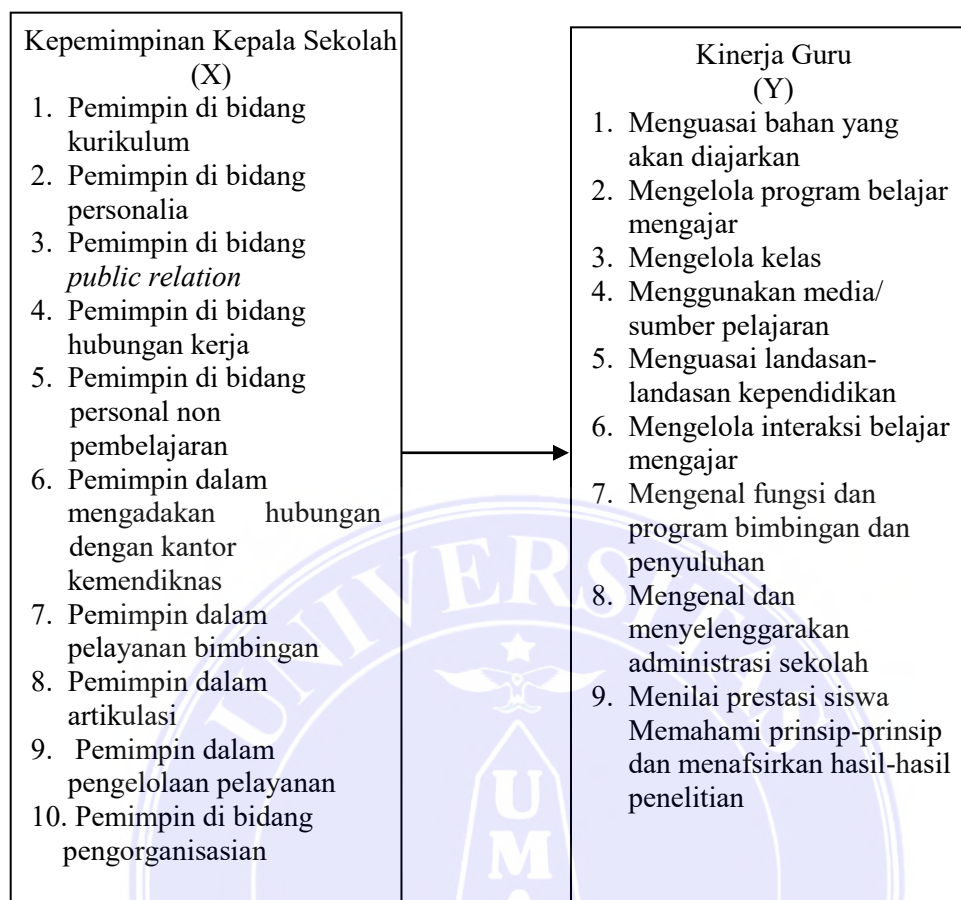 Kepemimpinan Kepala Sekolah
(X)
1. Pemimpin di bidang
kurikulum
2. Pemimpin di bidang
personalia
3. Pemimpin di bidang
public relation
4. Pemimpin di bidang
hubungan kerja
5. Pemimpin di bidang
personal non
pembelajaran
6. Pemimpin dalam
mengadakan hubungan
dengan kantor
kemendiknas
7. Pemimpin dalam
pelayanan bimbingan
8. Pemimpin dalam
artikulasi
9. Pemimpin dalam
pengelolaan pelayanan
10. Pemimpin di bidang
pengorganisasian
Kinerja Guru
(Y)
1. Menguasai bahan yang
akan diajarkan
2. Mengelola program belajar
mengajar
3. Mengelola kelas
4. Menggunakan media/
sumber pelajaran
5. Menguasai landasan-
landasan kependidikan
6. Mengelola interaksi belajar
mengajar
7. Mengenal fungsi dan
program bimbingan dan
penyuluhan
8. Mengenal dan
menyelenggarakan
administrasi sekolah
9. Menilai prestasi siswa
Memahami prinsip-prinsip
dan menafsirkan hasil-hasil
penelitian
UNIVERSITAS
U
M